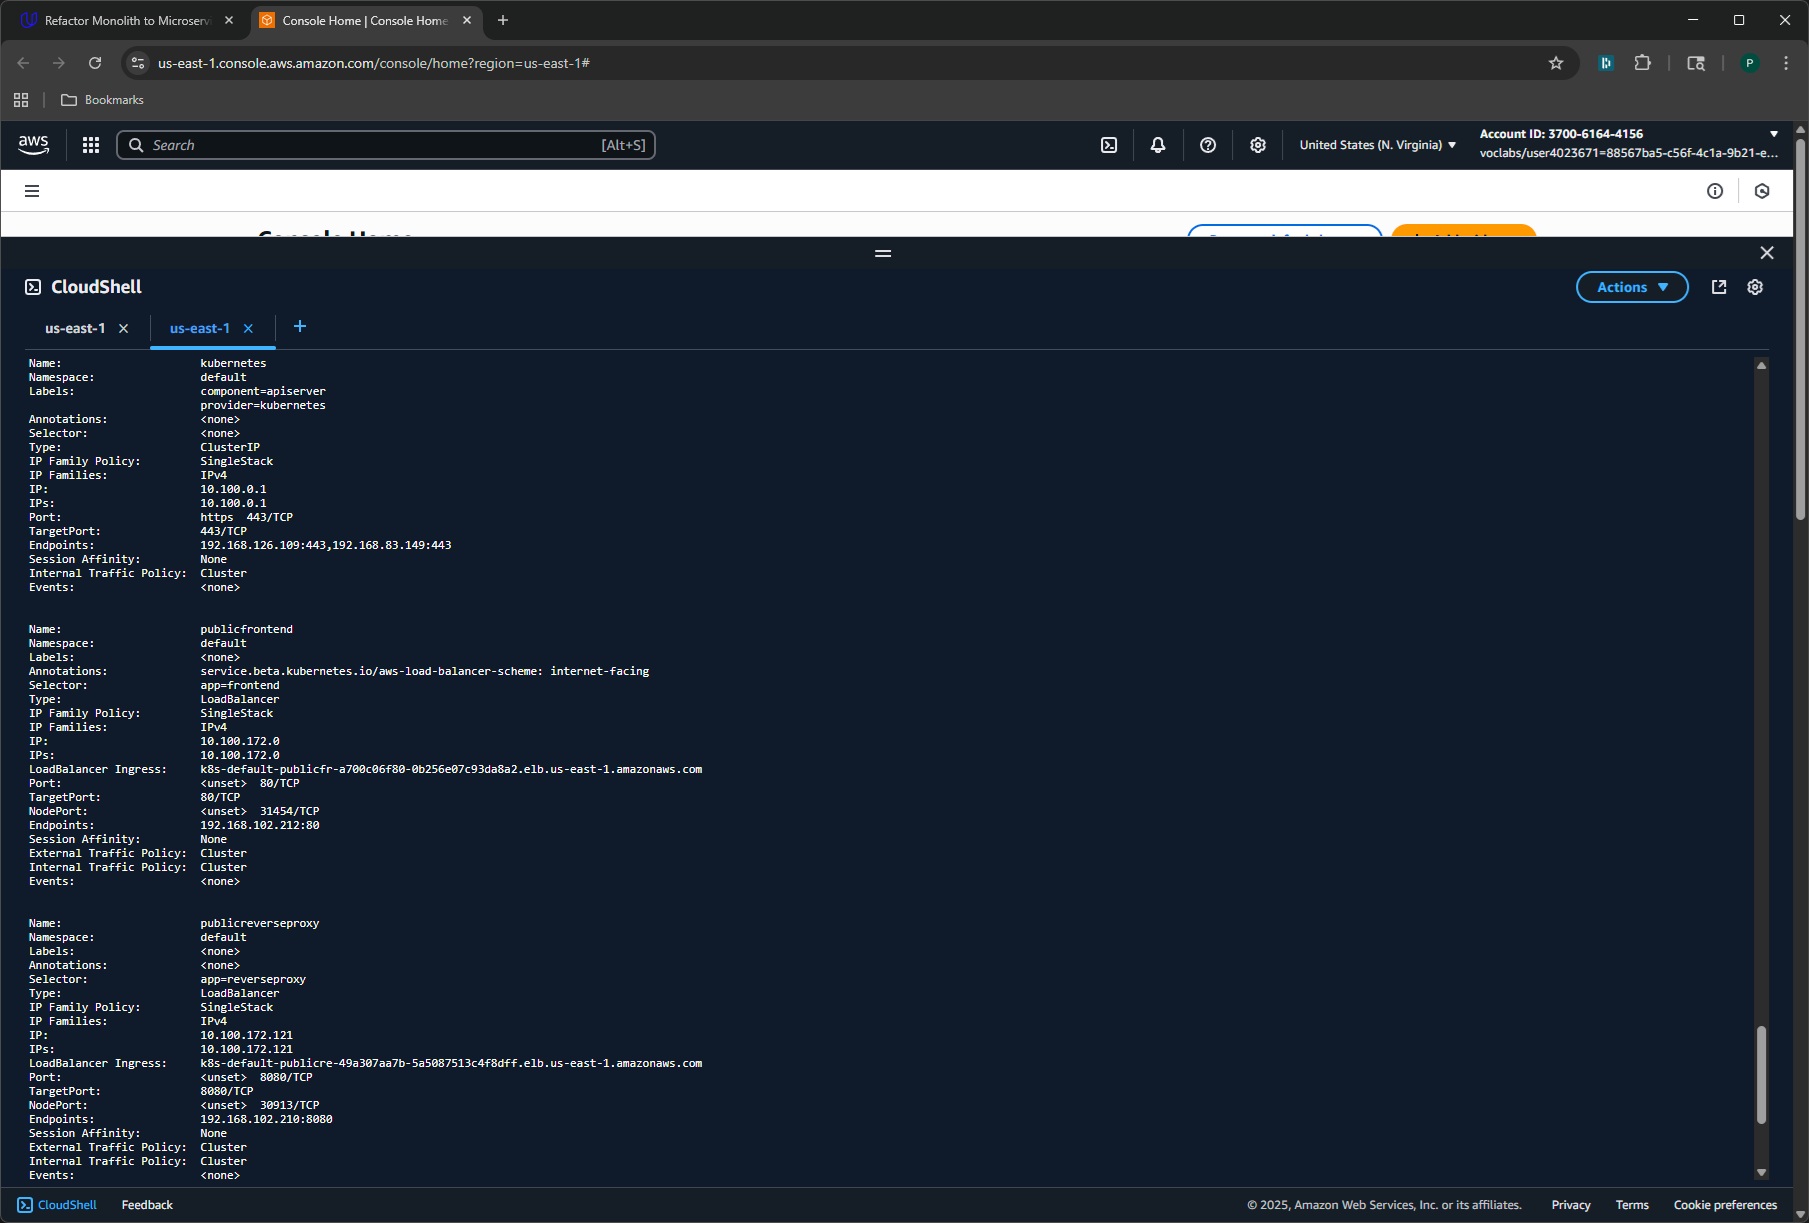 Refactor Monolith to Microserv
Console Home | Console Home
us-east-1.console.aws.amazon.com/console/home?region=us-east-1#
P
Bookmarks
aws
Search
[Alt+S]
United States (N. Virginia)
Account ID: 3700-6164-4156
voclabs/user4023671=88567ba5-c56f-4c1a-9b21-e...
Console Home
CloudShell
Actions
us-east-1
us-east-1
Name: kubernetes
Namespace: default
Labels: component=apiserver
provider=kubernetes
Annotations: <none>
Selector: <none>
Type: ClusterIP
IP Family Policy: SingleStack
IP Families: IPv4
IP: 10.100.0.1
IPs: 10.100.0.1
Port: https 443/TCP
TargetPort: 443/TCP
Endpoints: 192.168.126.109:443,192.168.83.149:443
Session Affinity: None
Internal Traffic Policy: Cluster
Events: <none>
Name: publicfrontend
Namespace: default
Labels: <none>
Annotations: service.beta.kubernetes.io/aws-load-balancer-scheme: internet-facing
Selector: app=frontend
Type: LoadBalancer
IP Family Policy: SingleStack
IP Families: IPv4
IP: 10.100.172.0
IPs: 10.100.172.0
LoadBalancer Ingress: k8s-default-publicfr-a700c06f80-0b256e07c93da8a2.elb.us-east-1.amazonaws.com
Port: <unset> 80/TCP
TargetPort: 80/TCP
NodePort: <unset> 31454/TCP
Endpoints: 192.168.102.212:80
Session Affinity: None
External Traffic Policy: Cluster
Internal Traffic Policy: Cluster
Events: <none>
Name: publicreverseproxy
Namespace: default
Labels: <none>
Annotations: <none>
Selector: app=reverseproxy
Type: LoadBalancer
IP Family Policy: SingleStack
IP Families: IPv4
IP: 10.100.172.121
IPs: 10.100.172.121
LoadBalancer Ingress: k8s-default-publicre-49a307aa7b-5a5087513c4f8dff.elb.us-east-1.amazonaws.com
Port: <unset> 8080/TCP
TargetPort: 8080/TCP
NodePort: <unset> 30913/TCP
Endpoints: 192.168.102.210:8080
Session Affinity: None
External Traffic Policy: Cluster
Internal Traffic Policy: Cluster
Events: <none>
CloudShell
Feedback
© 2025, Amazon Web Services, Inc. or its affiliates.
Privacy
Terms
Cookie preferences